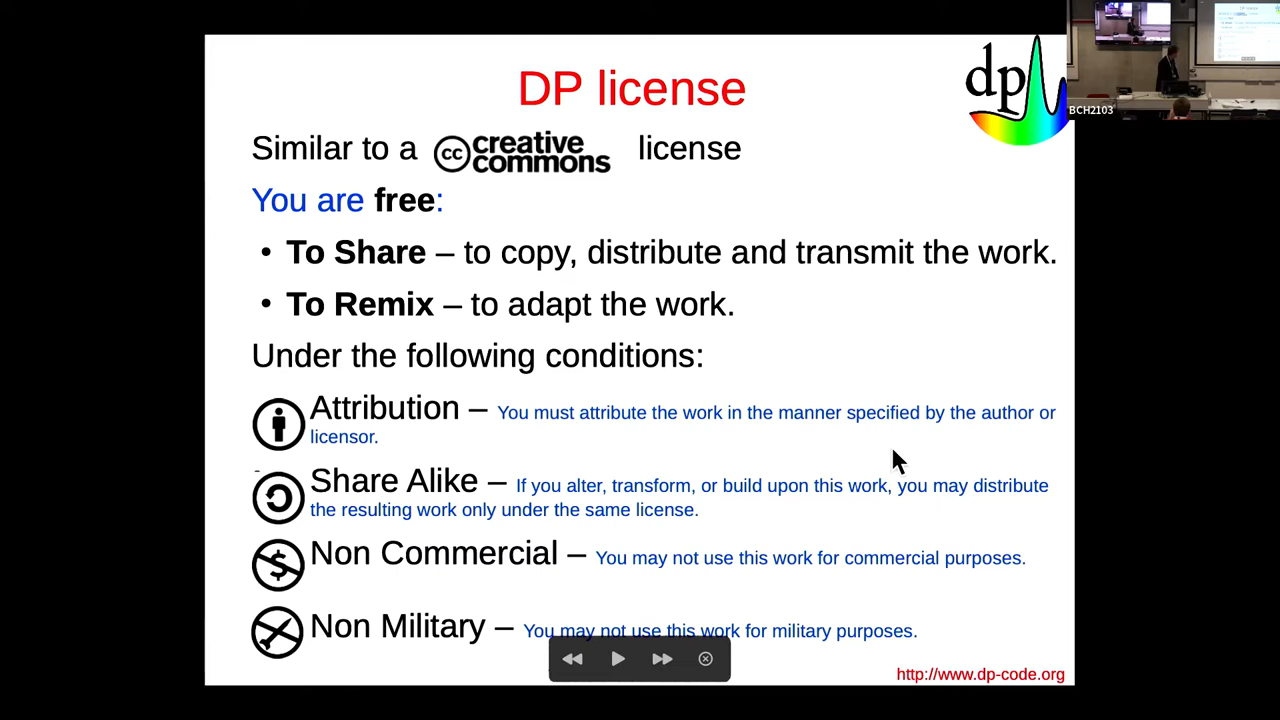 DP license
dp
BCH2103
Similar to a cc creative commons license
You are free:
• To Share – to copy, distribute and transmit the work.
• To Remix – to adapt the work.
Under the following conditions:
Attribution – You must attribute the work in the manner specified by the author or
licensor.
Share Alike – If you alter, transform, or build upon this work, you may distribute
the resulting work only under the same license.
Non Commercial – You may not use this work for commercial purposes.
Non Military – You may not use this work for military purposes.
http://www.dp-code.org